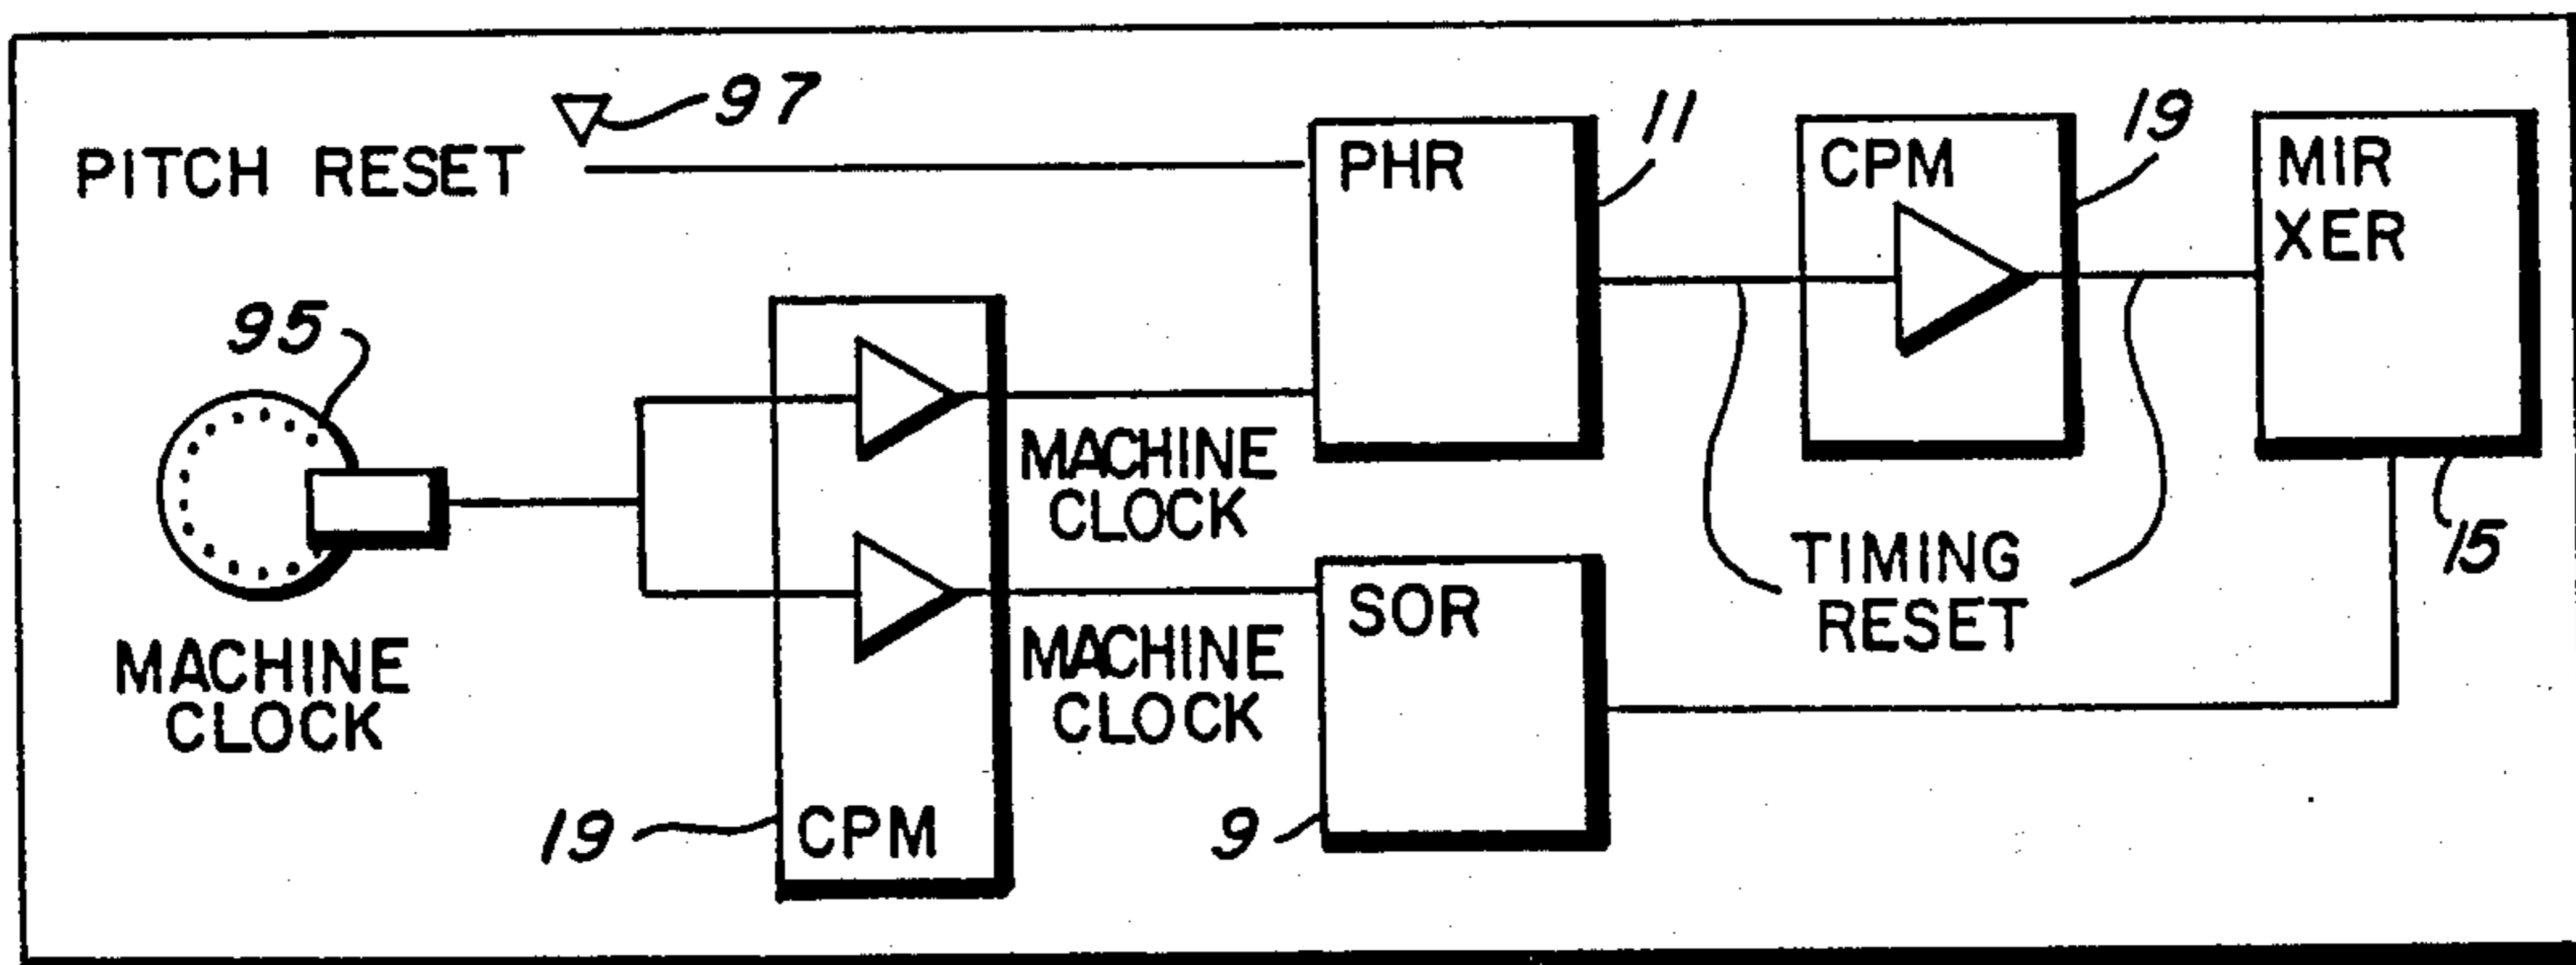 97
PITCH RESET
PHR
11
CPM
19
MIR
XER
95
MACHINE
CLOCK
MACHINE
CLOCK
TIMING
RESET
15
SOR
MACHINE
CLOCK
19
CPM
9